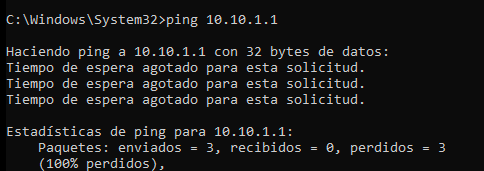 C:\Windows\System32>ping 10.10.1.1
Haciendo ping a 10.10.1.1 con 32 bytes de datos:
Tiempo de espera agotado para esta solicitud.
Tiempo de espera agotado para esta solicitud.
Tiempo de espera agotado para esta solicitud.
Estadísticas de ping para 10.10.1.1:
Paquetes: enviados = 3, recibidos = 0, perdidos = 3
(100% perdidos),